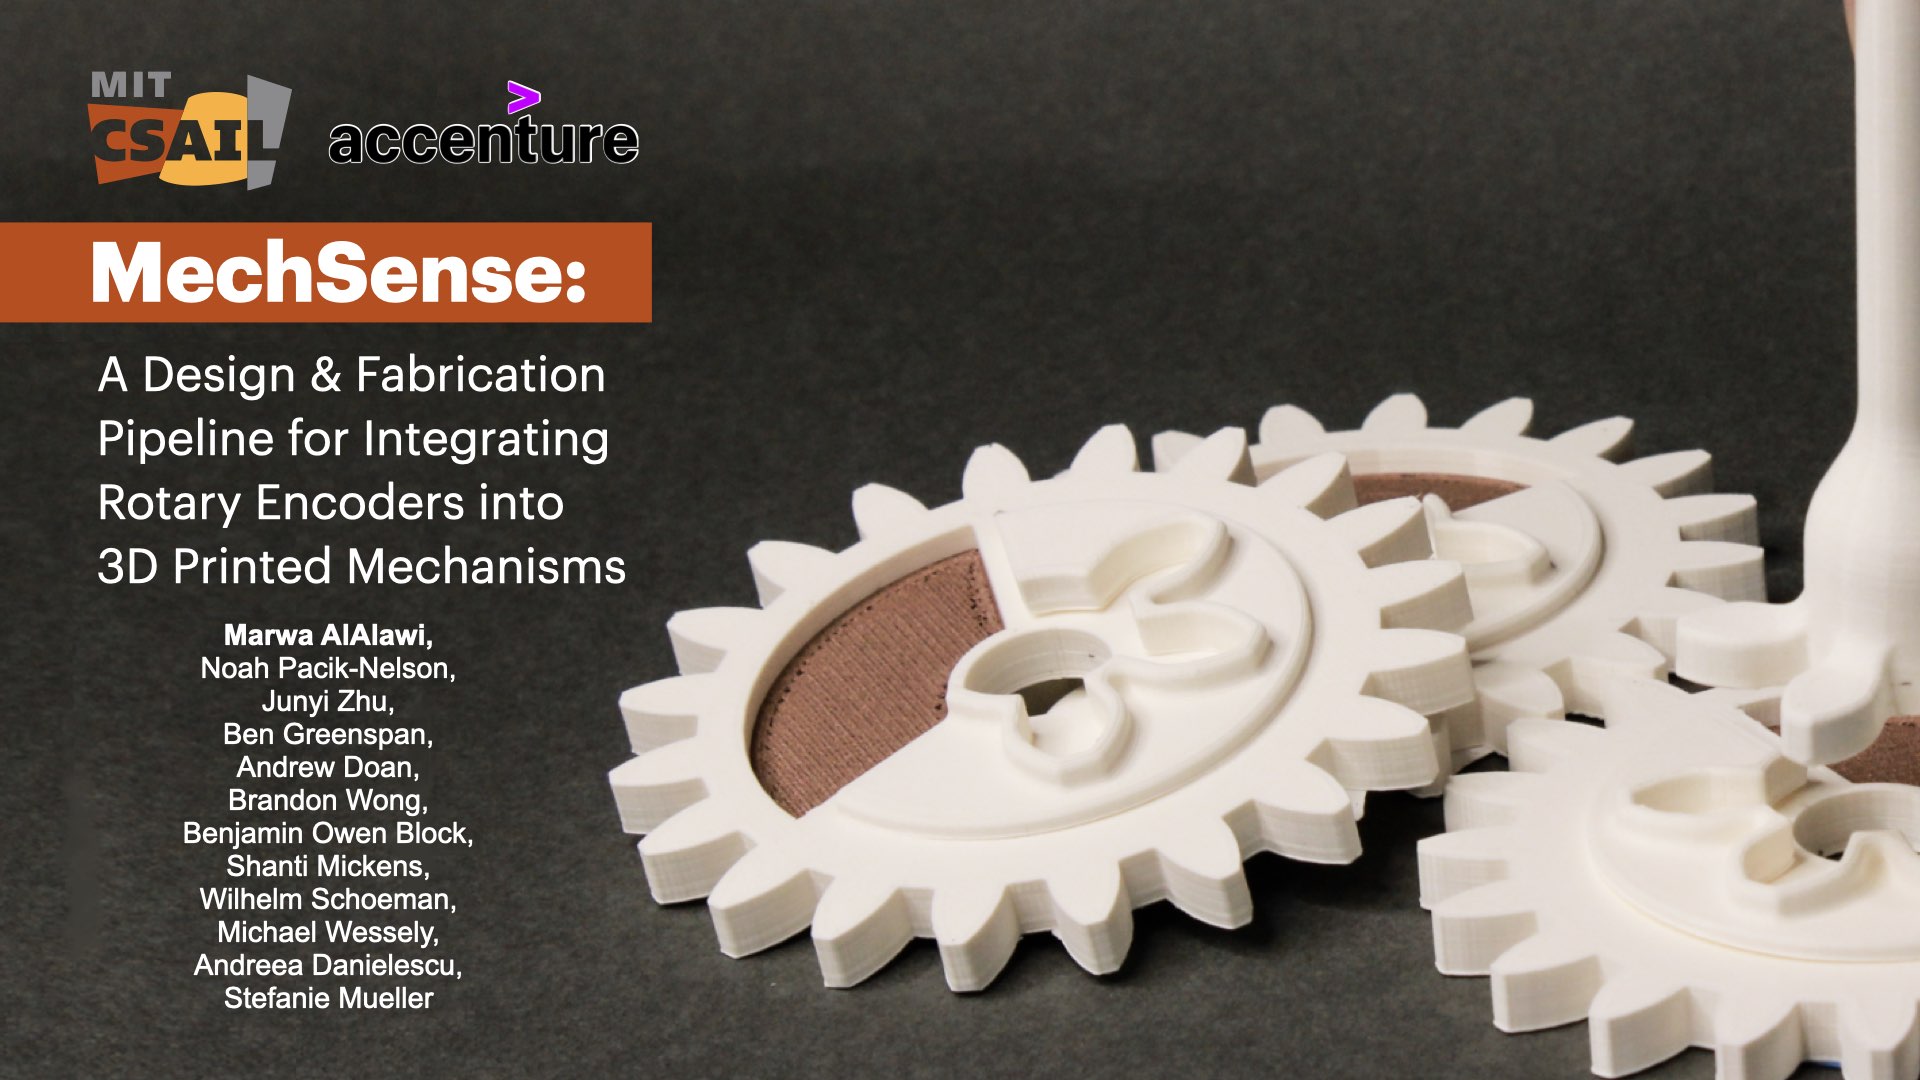 MIT
CSAIL
accenture
MechSense:
A Design & Fabrication
Pipeline for Integrating
Rotary Encoders into
3D Printed Mechanisms
Marwa AlAlawi,
Noah Pacik-Nelson,
Junyi Zhu,
Ben Greenspan,
Andrew Doan,
Brandon Wong,
Benjamin Owen Block,
Shanti Mickens,
Wilhelm Schoeman,
Michael Wessely,
Andreea Danielescu,
Stefanie Mueller